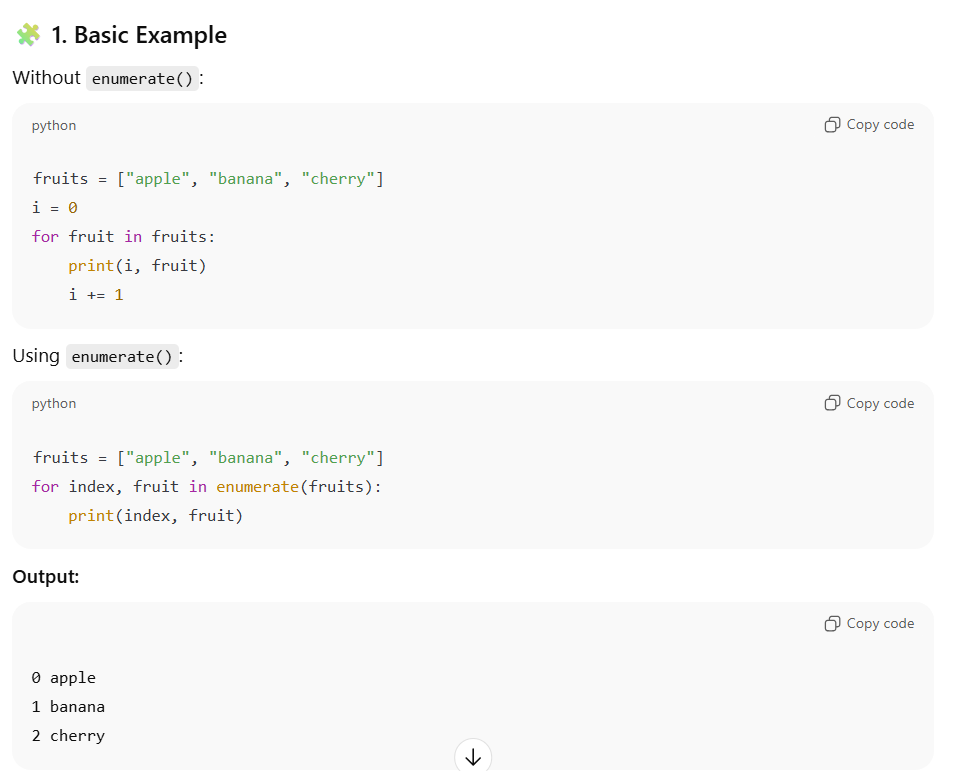 🧩 1. Basic Example
Without enumerate():
python
Copy code
fruits = ["apple", "banana", "cherry"]
i = 0
for fruit in fruits:
    print(i, fruit)
    i += 1
Using enumerate():
python
Copy code
fruits = ["apple", "banana", "cherry"]
for index, fruit in enumerate(fruits):
    print(index, fruit)
Output:
Copy code
0 apple
1 banana
2 cherry